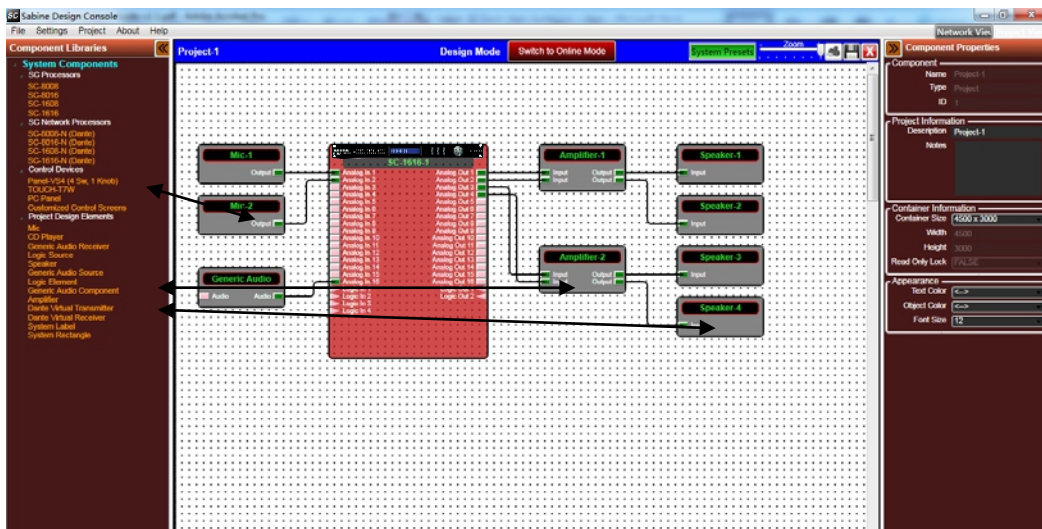 Sabine Design Console
File Settings Project About Help
Network View
Component Libraries
System Components
SC Processors
SC-8008
SC-8016
SC-1608
SC-1616
SC Network Processors
SC-8008-N (Dante)
SC-8016-N (Dante)
SC-1608-N (Dante)
SC-1616-N (Dante)
Control Devices
Panel-VS4 (4 Sw, 1 Knob)
TOUCH-T7W
PC Panel
Customized Control Screens
Project Design Elements
Mic
CD Player
Generic Audio Receiver
Logic Source
Speaker
Generic Audio Source
Logic Element
Generic Audio Component
Amplifier
Dante Virtual Transmitter
Dante Virtual Receiver
System Label
System Rectangle
Project-1
Design Mode
Switch to Online Mode
System Presets
Zoom
Mic-1
Output
Mic-2
Output
Generic Audio
Audio Audio
SC-1616-1
Analog In 1 Analog Out 1
Analog In 2 Analog Out 2
Analog In 3 Analog Out 3
Analog In 4 Analog Out 4
Analog In 5 Analog Out 5
Analog In 6 Analog Out 6
Analog In 7 Analog Out 7
Analog In 8 Analog Out 8
Analog In 9 Analog Out 9
Analog In 10 Analog Out 10
Analog In 11 Analog Out 11
Analog In 12 Analog Out 12
Analog In 13 Analog Out 13
Analog In 14 Analog Out 14
Analog In 15 Analog Out 15
Analog In 16 Analog Out 16
Logic In 2 Logic Out 2
Logic In 3
Logic In 4
Amplifier-1
Input Output
Input Output
Amplifier-2
Input Output
Input Output
Speaker-1
Input
Speaker-2
Input
Speaker-3
Input
Speaker-4
Component Properties
Component
Name Project-1
Type Project
ID 1
Project Information
Description Project-1
Notes
Container Information
Container Size 4500 x 3000
Width 4500
Height 3000
Read Only Lock FALSE
Appearance
Text Color <-->
Object Color <-->
Font Size 12